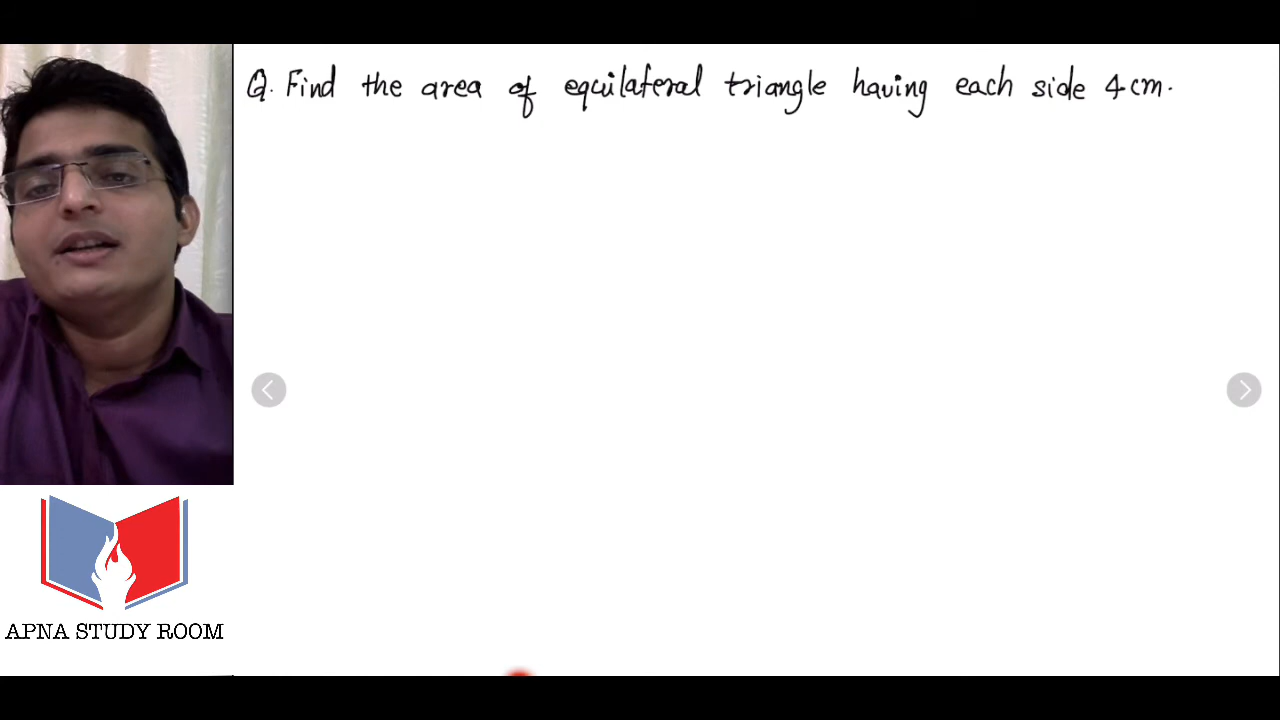 Q. Find the area of equilateral triangle having each side 4 cm.
APNA STUDY ROOM